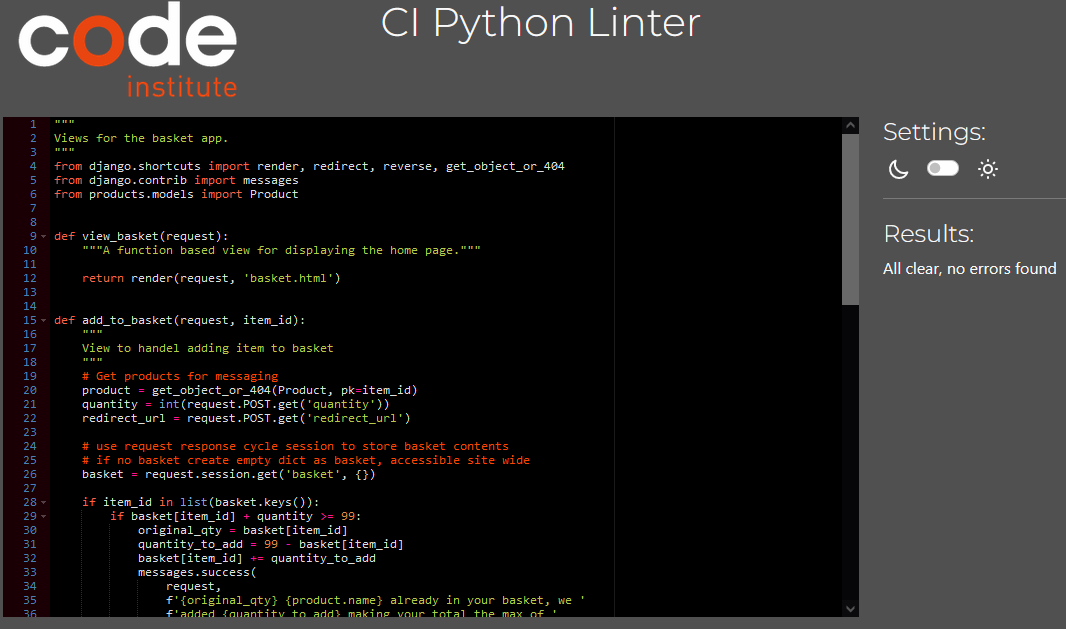 code
institute
CI Python Linter
1 """
2 Views for the basket app.
3 """
4 from django.shortcuts import render, redirect, reverse, get_object_or_404
5 from django.contrib import messages
6 from products.models import Product
7
8
9 def view_basket(request):
10     """A function based view for displaying the home page."""
11
12     return render(request, 'basket.html')
13
14
15 def add_to_basket(request, item_id):
16     """
17     View to handel adding item to basket
18     """
19     # Get products for messaging
20     product = get_object_or_404(Product, pk=item_id)
21     quantity = int(request.POST.get('quantity'))
22     redirect_url = request.POST.get('redirect_url')
23
24     # use request response cycle session to store basket contents
25     # if no basket create empty dict as basket, accessible site wide
26     basket = request.session.get('basket', {})
27
28     if item_id in list(basket.keys()):
29         if basket[item_id] + quantity >= 99:
30             original_qty = basket[item_id]
31             quantity_to_add = 99 - basket[item_id]
32             basket[item_id] += quantity_to_add
33             messages.success(
34                 request,
35                 f'{original_qty} {product.name} already in your basket, we '
36                 f'added {quantity_to_add} making your total the max of '
Settings:
Results:
All clear, no errors found